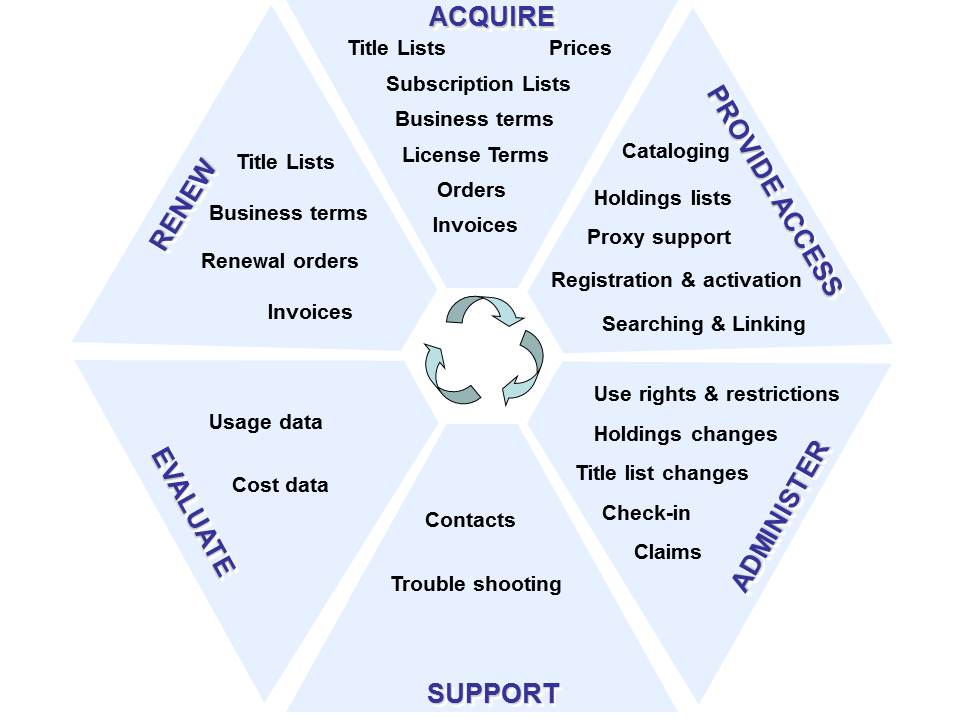 ACQUIRE
Title Lists Prices
Subscription Lists
Business terms
License Terms
Orders
Invoices
PROVIDE ACCESS
Cataloging
Holdings lists
Proxy support
Registration & activation
Searching & Linking
ADMINISTER
Use rights & restrictions
Holdings changes
Title list changes
Check-in
Claims
SUPPORT
Contacts
Trouble shooting
EVALUATE
Usage data
Cost data
RENEW
Title Lists
Business terms
Renewal orders
Invoices